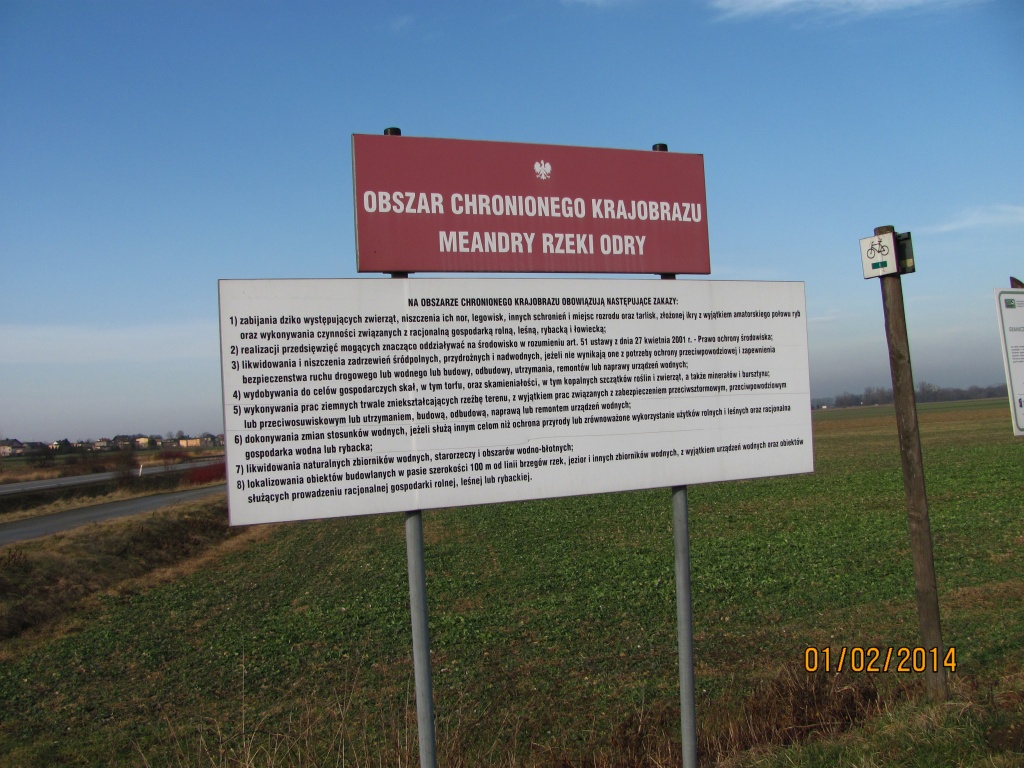 OBSZAR CHRONIONEGO KRAJOBRAZU
MEANDRY RZEKI ODRY
NA OBSZARZE CHRONIONEGO KRAJOBRAZU OBOWIĄZUJĄ NASTĘPUJĄCE ZAKAZY:
1) zabijania dziko występujących zwierząt, niszczenia ich nor, legowisk, innych schronień i miejsc rozrodu oraz tarlisk, złożonej ikry z wyjątkiem amatorskiego połowu ryb
oraz wykonywania czynności związanych z racjonalną gospodarką rolną, leśną, rybacką i łowiecką;
2) realizacji przedsięwzięć mogących znacząco oddziaływać na środowisko w rozumieniu art. 51 ustawy z dnia 27 kwietnia 2001 r. - Prawo ochrony środowiska;
3) likwidowania i niszczenia zadrzewień śródpolnych, przydrożnych i nadwodnych, jeżeli nie wynikają one z potrzeby ochrony przeciwpowodziowej i zapewnienia
bezpieczeństwa ruchu drogowego lub wodnego lub budowy, odbudowy, utrzymania, remontów lub naprawy urządzeń wodnych;
4) wydobywania do celów gospodarczych skał, w tym torfu, oraz skamieniałości, w tym kopalnych szczątków roślin i zwierząt, a także minerałów i bursztynu;
5) wykonywania prac ziemnych trwale zniekształcających rzeźbę terenu, z wyjątkiem prac związanych z zabezpieczeniem przeciwsztormowym, przeciwpowodziowym
lub przeciwosuwiskowym lub utrzymaniem, budową, odbudową, naprawą lub remontem urządzeń wodnych;
6) dokonywania zmian stosunków wodnych, jeżeli służą innym celom niż ochrona przyrody lub zrównoważone wykorzystanie użytków rolnych i leśnych oraz racjonalna
gospodarka wodna lub rybacka;
7) likwidowania naturalnych zbiorników wodnych, starorzeczy i obszarów wodno-błotnych;
8) lokalizowania obiektów budowlanych w pasie szerokości 100 m od linii brzegów rzek, jezior i innych zbiorników wodnych, z wyjątkiem urządzeń wodnych oraz obiektów
służących prowadzeniu racjonalnej gospodarki rolnej, leśnej lub rybackiej.
01/02/2014